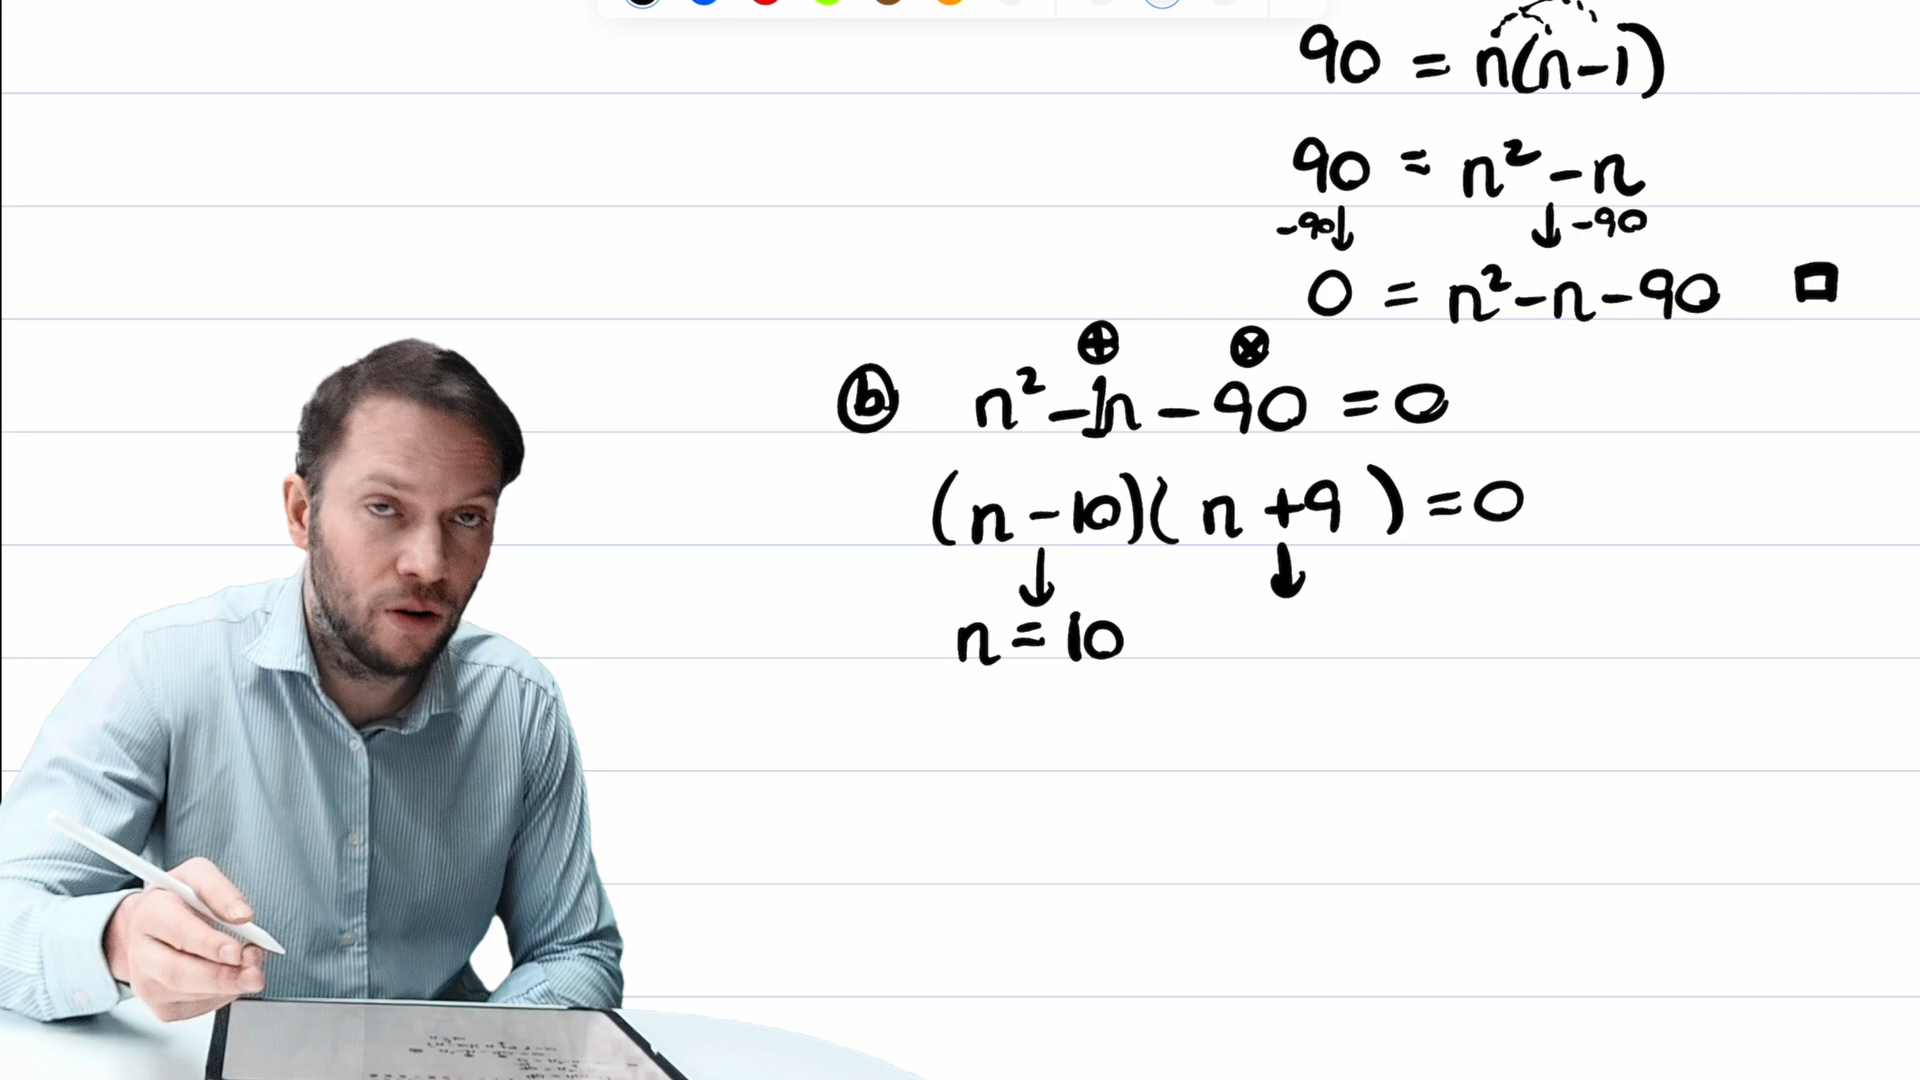 90 = n(n-1)
90 = n² - n
-90↓ ↓-90
0 = n² - n - 90 □
⊕ ⊗
ⓑ n² - 1n - 90 = 0
(n - 10)(n + 9) = 0
↓ ↓
n = 10